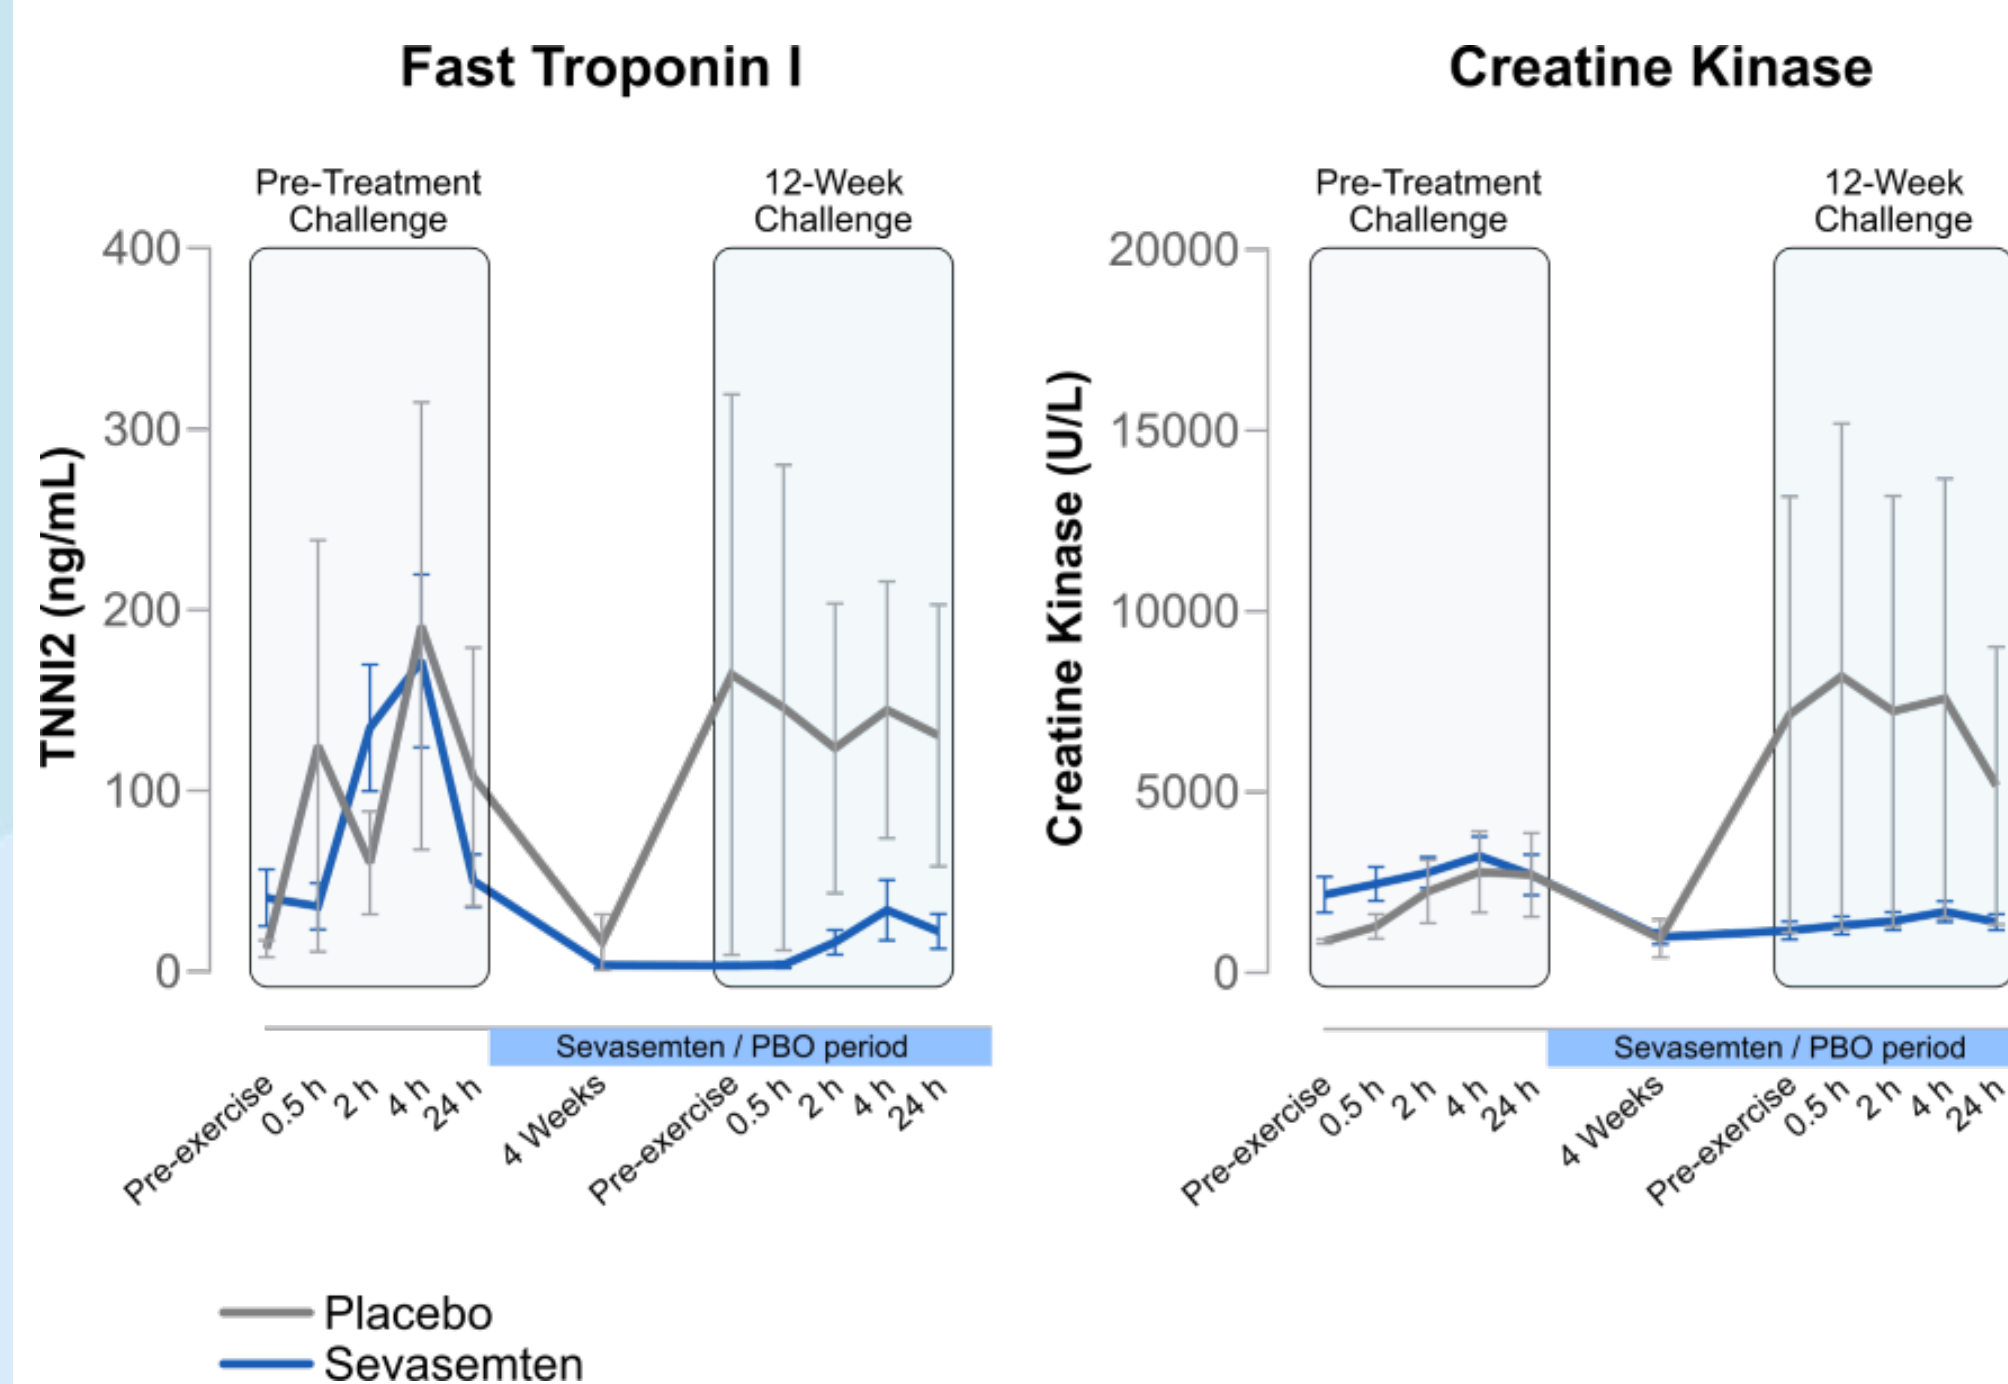 Fast Troponin I
Pre-Treatment
Challenge
12-Week
Challenge
TNNI2 (ng/mL)
400
300
200
100
0
Sevasemten / PBO period
Pre-exercise
0.5 h
2 h
4 h
24 h
4 Weeks
Pre-exercise
0.5 h
2 h
4 h
24 h
Creatine Kinase
Pre-Treatment
Challenge
12-Week
Challenge
Creatine Kinase (U/L)
20000
15000
10000
5000
0
Sevasemten / PBO period
Pre-exercise
0.5 h
2 h
4 h
24 h
4 Weeks
Pre-exercise
0.5 h
2 h
4 h
24 h
Placebo
Sevasemten